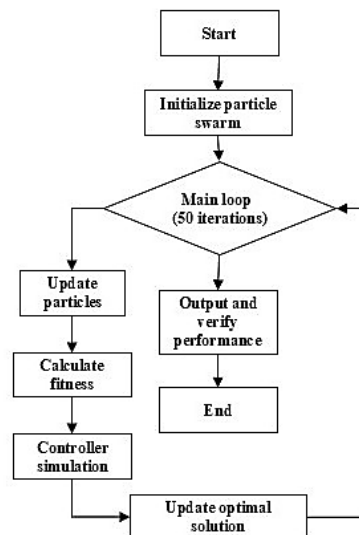 Start
Initialize particle
swarm
Main loop
(50 iterations)
Update
particles
Calculate
fitness
Controller
simulation
Update optimal
solution
Output and
verify
performance
End